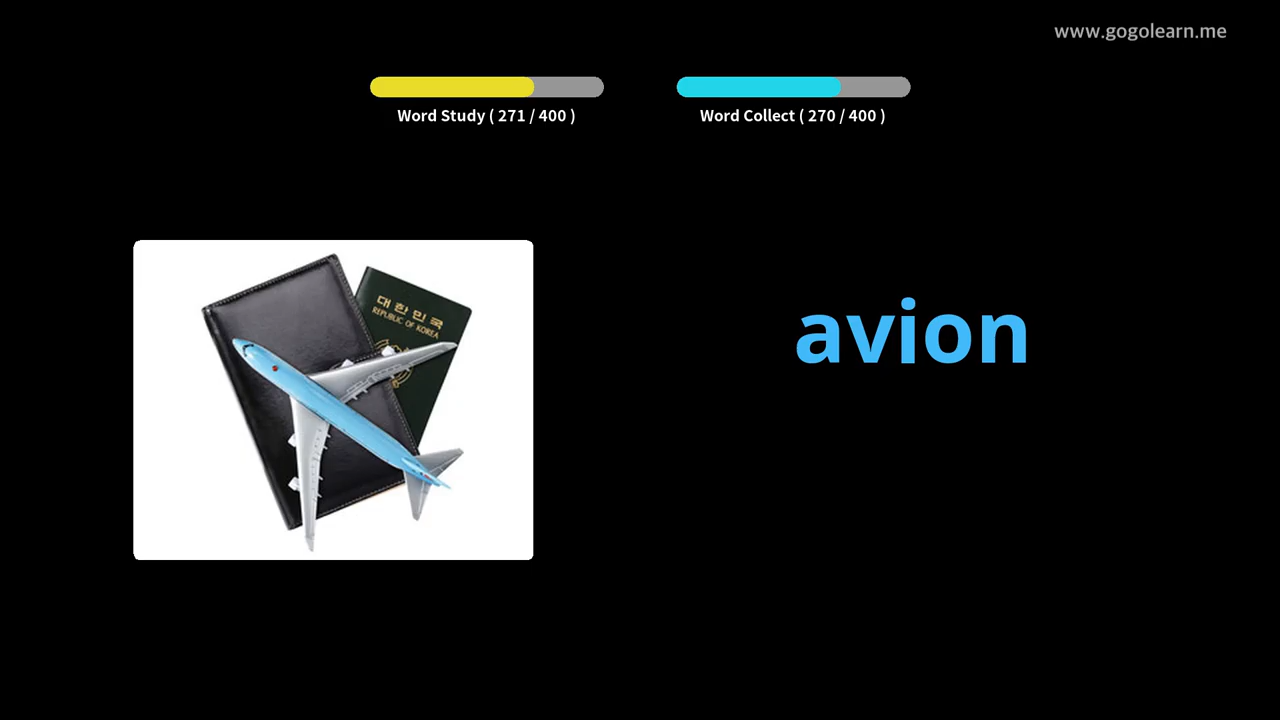 www.gogolearn.me
Word Study ( 271 / 400 )
Word Collect ( 270 / 400 )
대한민국
REPUBLIC OF KOREA
avion